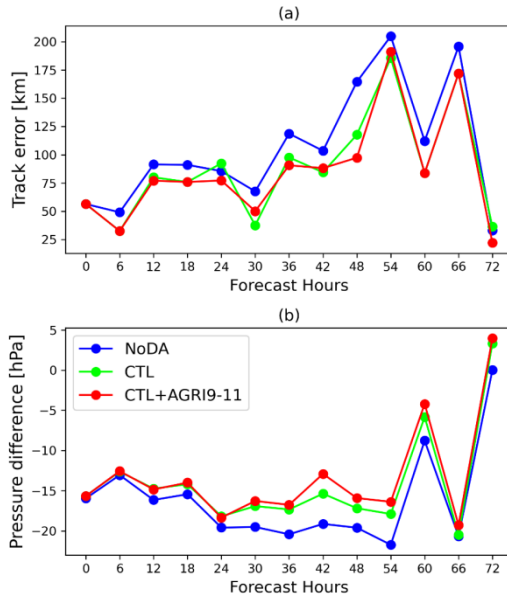 (a)
Track error [km]
200
175
150
125
100
75
50
25
0 6 12 18 24 30 36 42 48 54 60 66 72
Forecast Hours
(b)
Pressure difference [hPa]
5
0
−5
−10
−15
−20
NoDA
CTL
CTL+AGRI9-11
0 6 12 18 24 30 36 42 48 54 60 66 72
Forecast Hours